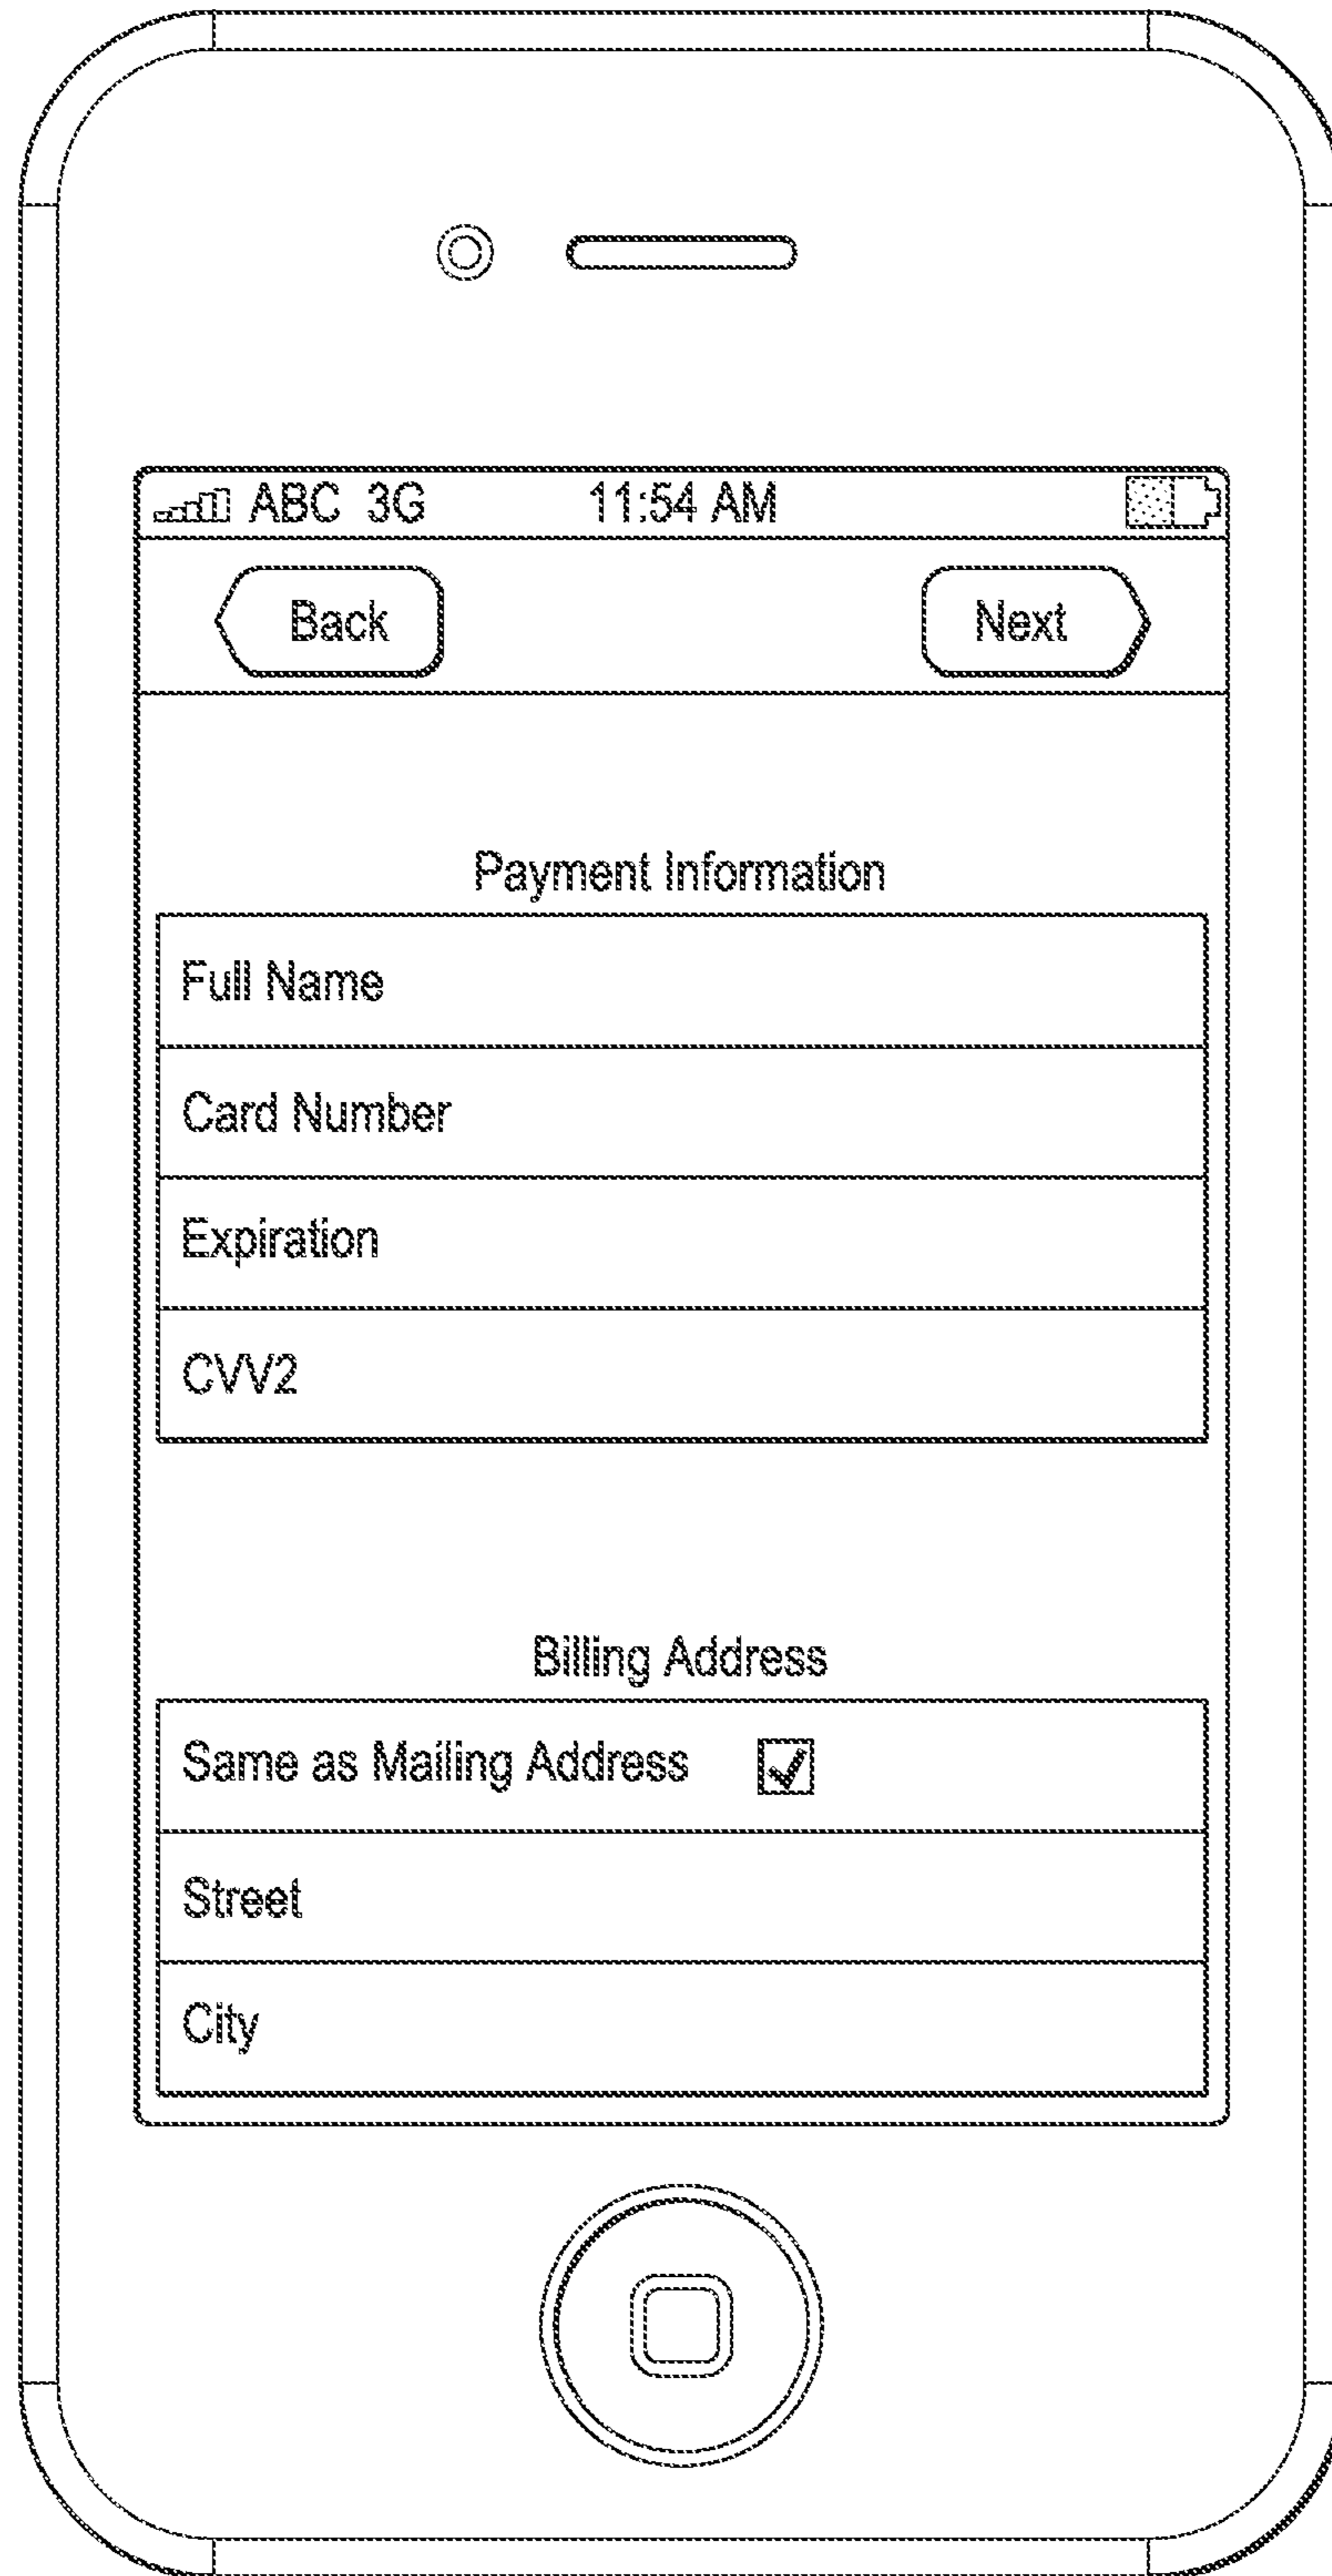 ABC 3G 11:54 AM
Back Next
Payment Information
Full Name
Card Number
Expiration
CVV2
Billing Address
Same as Mailing Address
Street
City